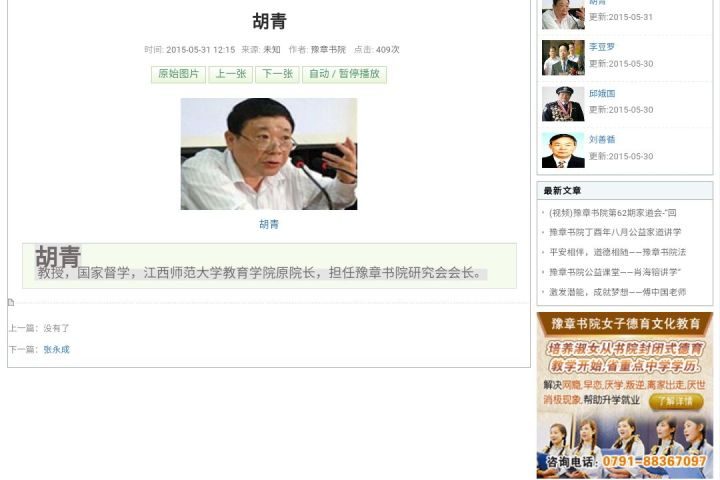 胡青
时间: 2015-05-31 12:15 来源: 未知 作者: 豫章书院 点击: 409次
原始图片 上一张 下一张 自动 / 暂停播放
胡青
胡青
教授，国家督学，江西师范大学教育学院原院长，担任豫章书院研究会会长。
上一篇：没有了
下一篇：张永成
胡青
更新:2015-05-31
李豆罗
更新:2015-05-30
邱娥国
更新:2015-05-30
刘善循
更新:2015-05-30
最新文章
(视频)豫章书院第62期家道会-“回
豫章书院丁酉年八月公益家道讲学
平安相伴，道德相随——豫章书院法
豫章书院公益课堂——肖海镕讲学“
激发潜能，成就梦想——傅中国老师
豫章书院女子德育文化教育
培养淑女从书院封闭式德育
教学开始,省重点中学学历.
解决网瘾,早恋,厌学,叛逆,离家出走,厌世
消极现象,帮助升学就业 了解详情
咨询电话: 0791-88367097